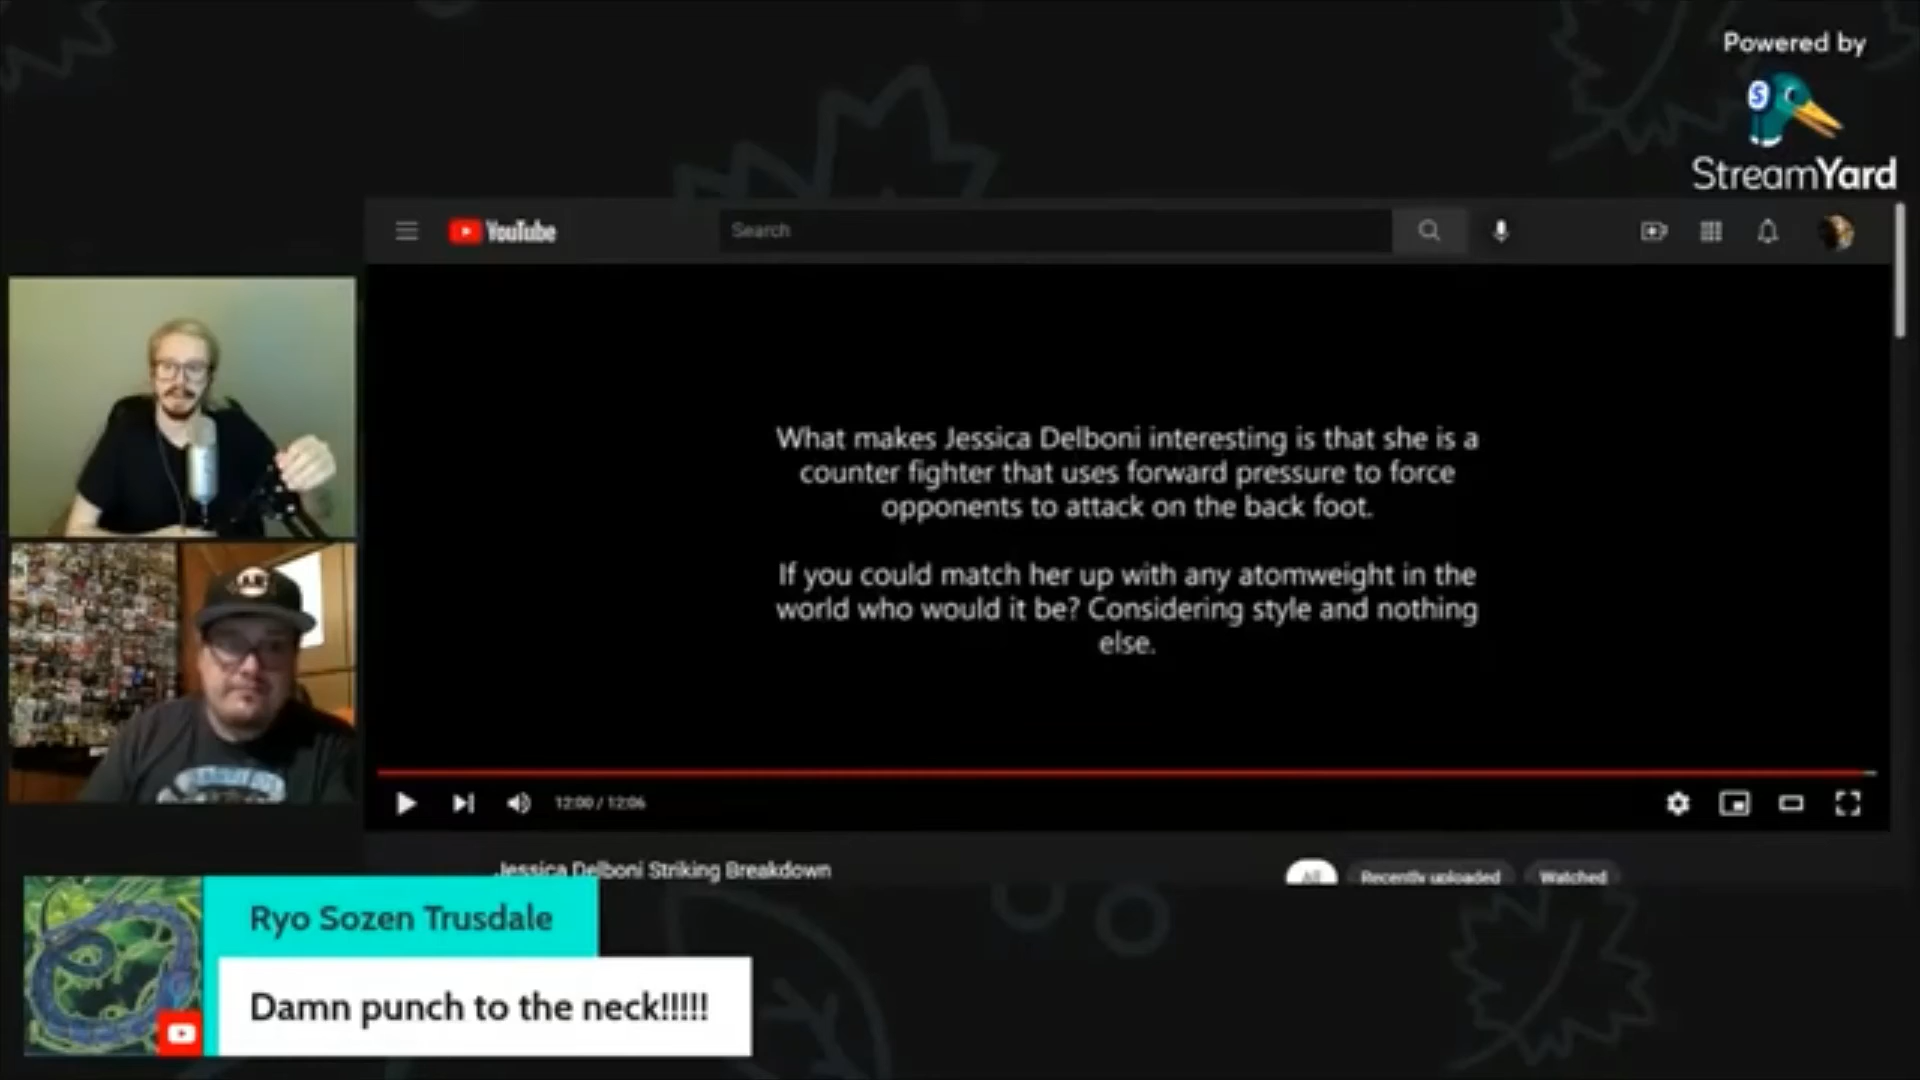 Powered by
StreamYard
YouTube
Search
What makes Jessica Delboni interesting is that she is a
counter fighter that uses forward pressure to force
opponents to attack on the back foot.
If you could match her up with any atomweight in the
world who would it be? Considering style and nothing
else.
12:00 / 12:06
Jessica Delboni Striking Breakdown
All
Recently uploaded
Watched
Ryo Sozen Trusdale
Damn punch to the neck!!!!!